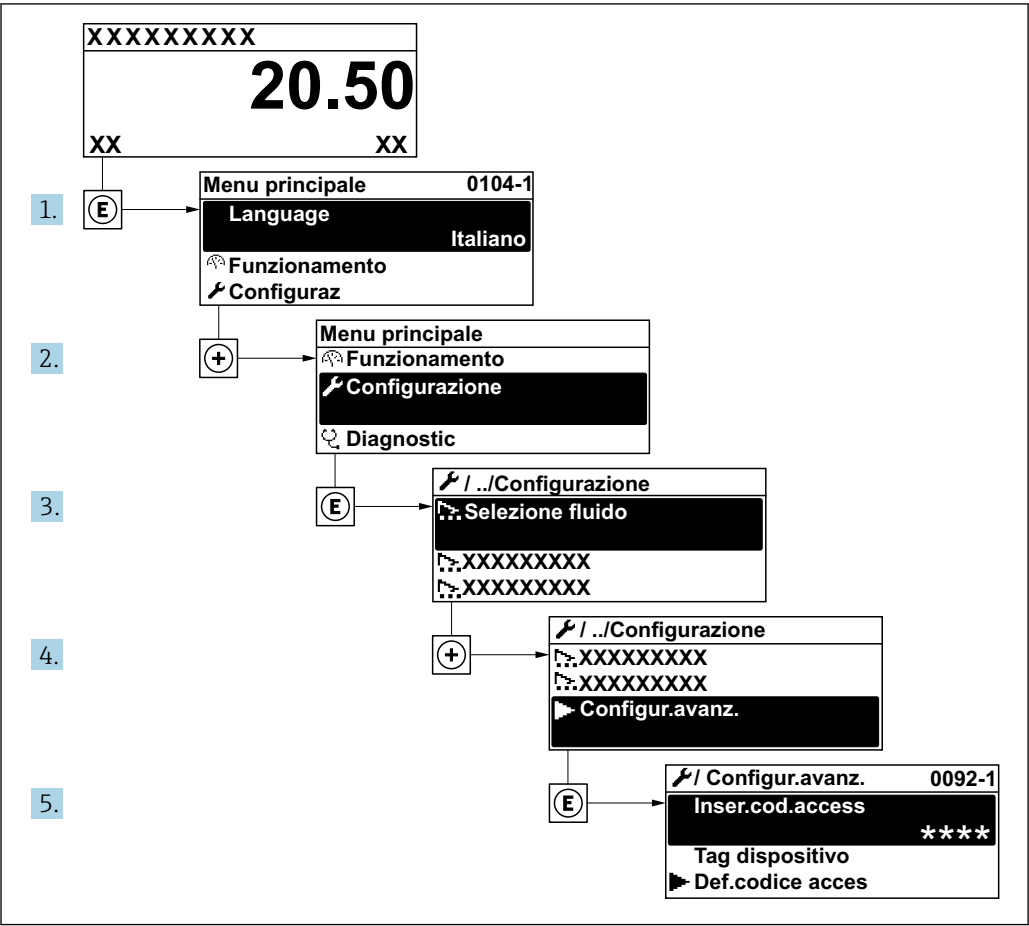 XXXXXXXXX
20.50
XX XX
1. E
Menu principale 0104-1
Language
Italiano
Funzionamento
Configuraz
2. +
Menu principale
Funzionamento
Configurazione
Diagnostic
3. E
/ ../Configurazione
Selezione fluido
XXXXXXXXX
XXXXXXXXX
4. +
/ ../Configurazione
XXXXXXXXX
XXXXXXXXX
Configur.avanz.
5. E
/ Configur.avanz. 0092-1
Inser.cod.access
****
Tag dispositivo
Def.codice acces